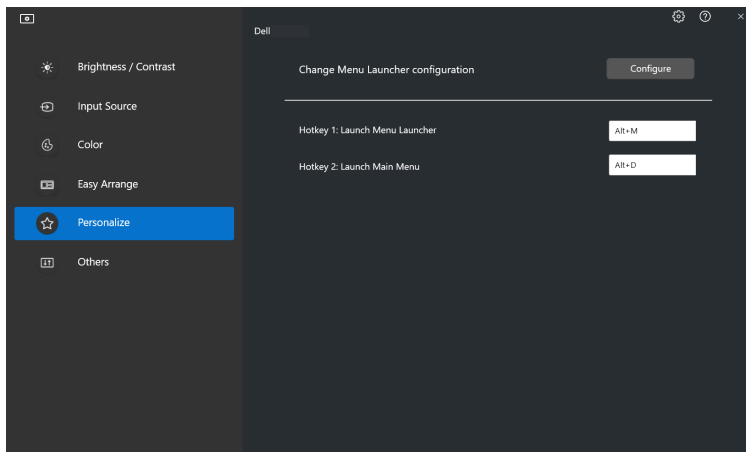 Dell
Brightness / Contrast
Input Source
Color
Easy Arrange
Personalize
Others
Change Menu Launcher configuration
Configure
Hotkey 1: Launch Menu Launcher
Alt+M
Hotkey 2: Launch Main Menu
Alt+D